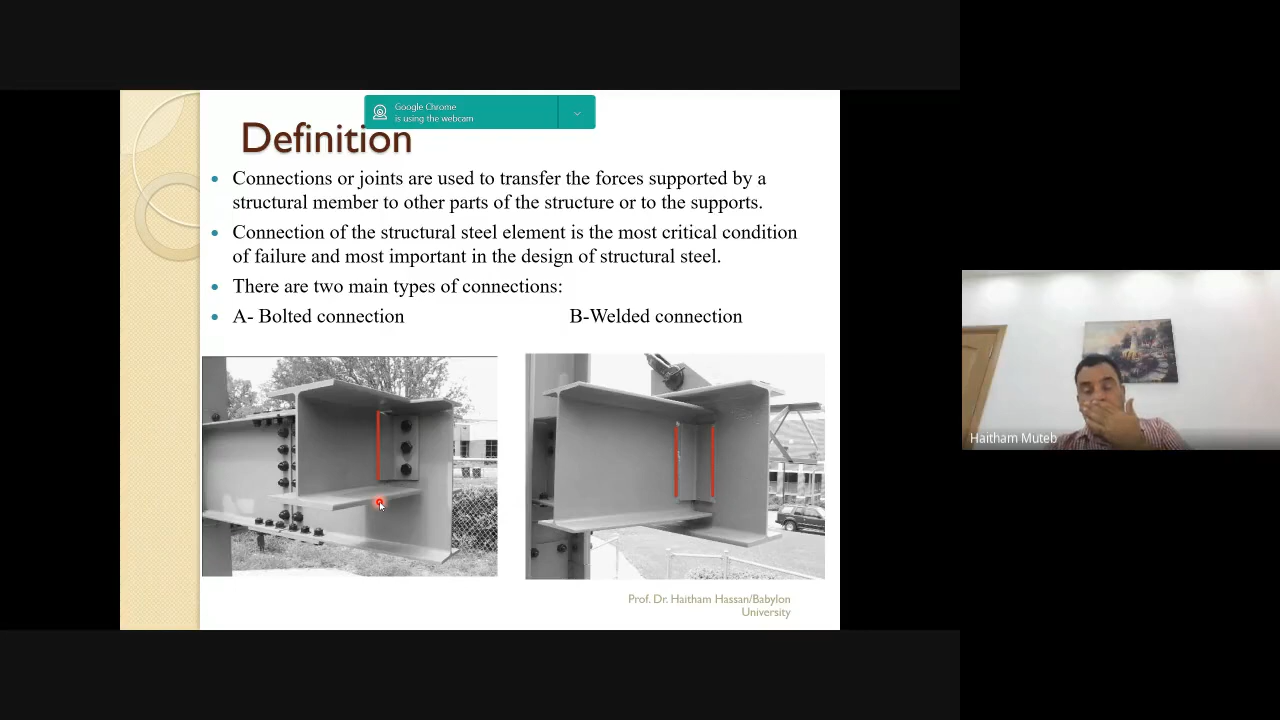 Google Chrome
is using the webcam
Definition
Connections or joints are used to transfer the forces supported by a
structural member to other parts of the structure or to the supports.
Connection of the structural steel element is the most critical condition
of failure and most important in the design of structural steel.
There are two main types of connections:
A- Bolted connection B-Welded connection
Haitham Muteb
Prof. Dr. Haitham Hassan/Babylon
University